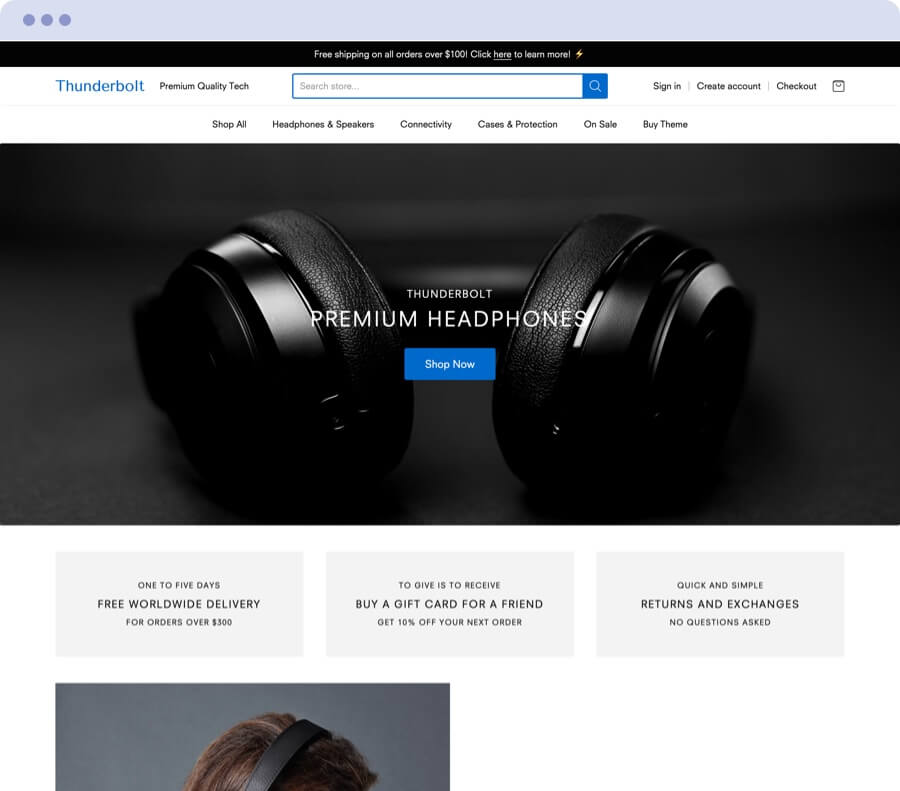 Free shipping on all orders over $100! Click here to learn more! ⚡
Thunderbolt Premium Quality Tech Search store... Sign in Create account Checkout
Shop All Headphones & Speakers Connectivity Cases & Protection On Sale Buy Theme
THUNDERBOLT
PREMIUM HEADPHONES
Shop Now
ONE TO FIVE DAYS
FREE WORLDWIDE DELIVERY
FOR ORDERS OVER $300
TO GIVE IS TO RECEIVE
BUY A GIFT CARD FOR A FRIEND
GET 10% OFF YOUR NEXT ORDER
QUICK AND SIMPLE
RETURNS AND EXCHANGES
NO QUESTIONS ASKED